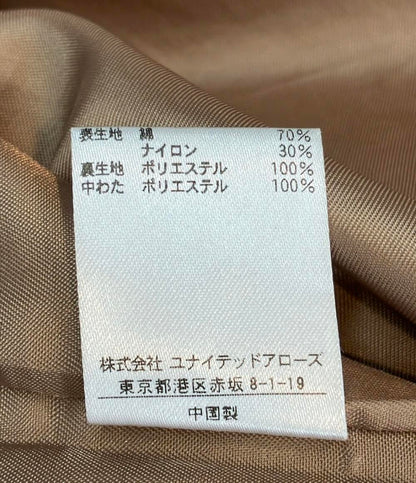 表生地 綿 70%
ナイロン 30%
裏生地 ポリエステル 100%
中わた ポリエステル 100%
株式会社 ユナイテッドアローズ
東京都港区赤坂 8-1-19
中国製